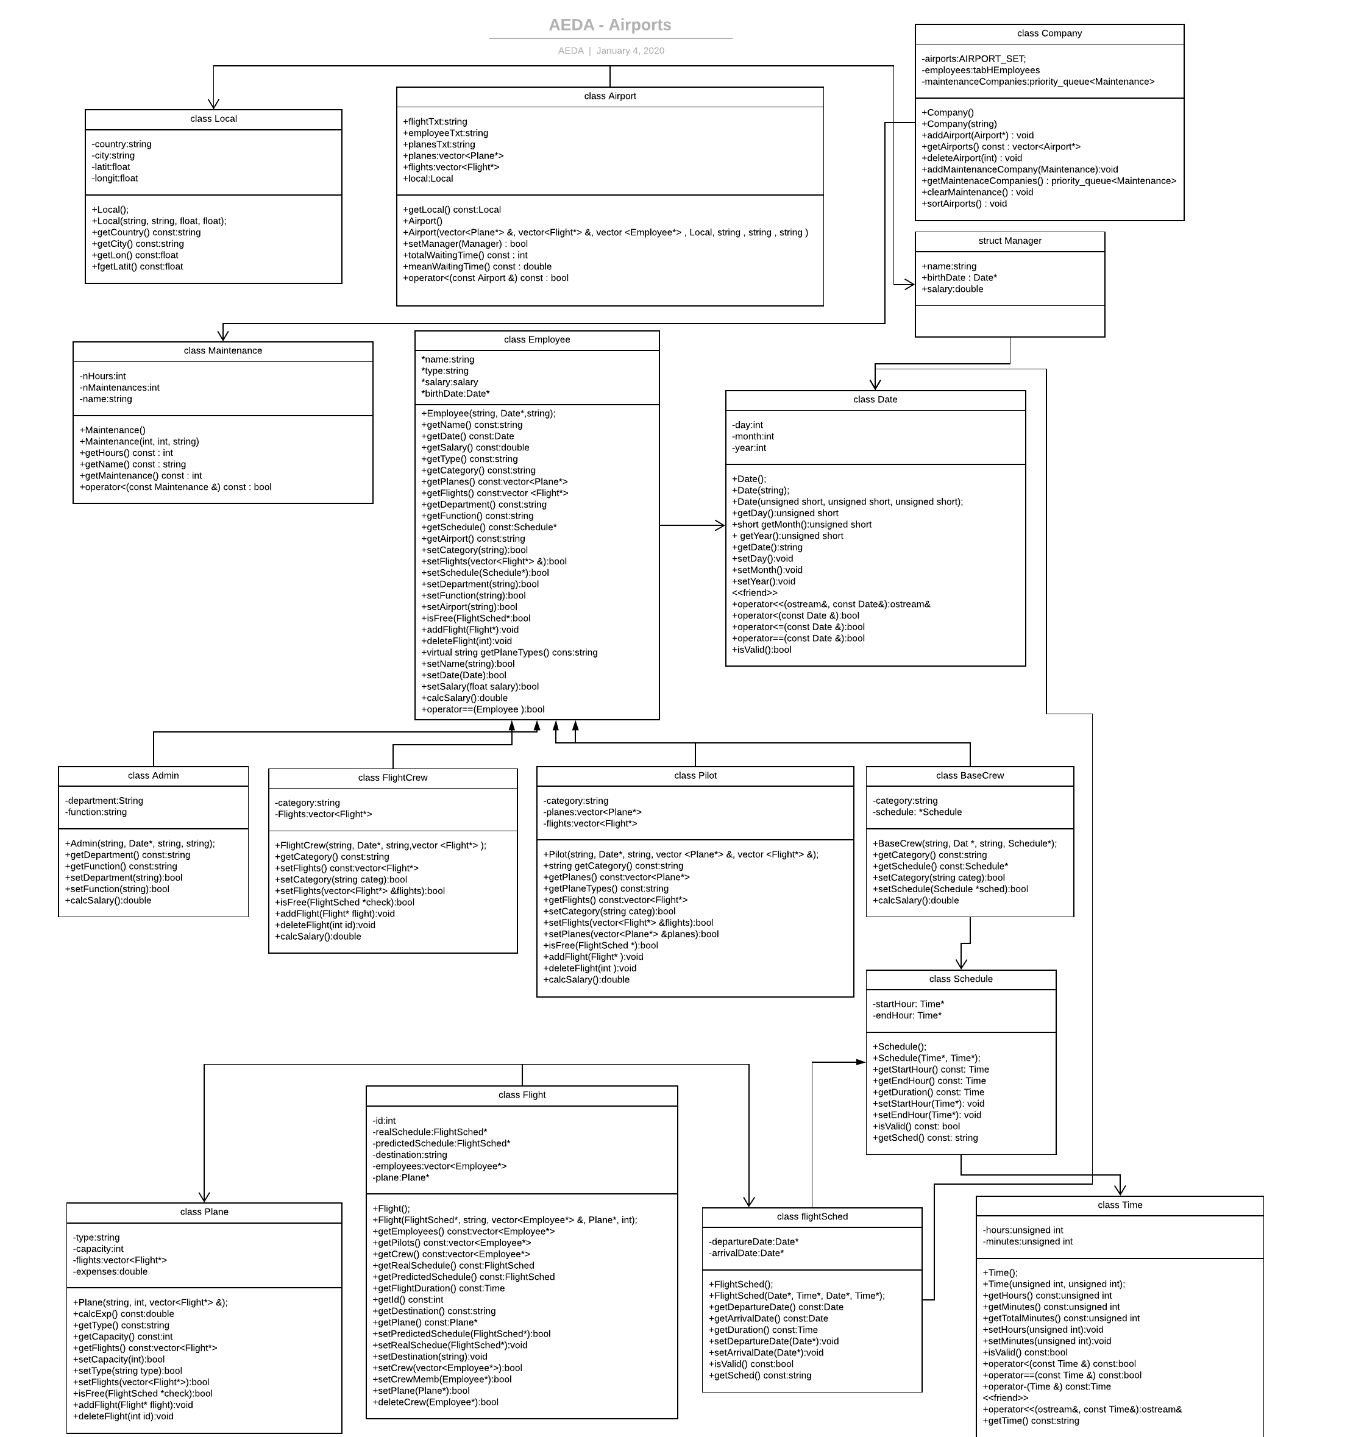 AEDA - Airports
AEDA | January 4, 2020
class Company
-airports:AIRPORT_SET;
-employees:tabHEmployees
-maintenanceCompanies:priority_queue<Maintenance>
+Company()
+Company(string)
+addAirport(Airport*) : void
+getAirports() const : vector<Airport*>
+deleteAirport(int) : void
+addMaintenanceCompany(Maintenance):void
+getMaintenaceCompanies() : priority_queue<Maintenance>
+clearMaintenance() : void
+sortAirports() : void
class Local
-country:string
-city:string
-latit:float
-longit:float
+Local();
+Local(string, string, float, float);
+getCountry() const:string
+getCity() const:string
+getLon() const:float
+fgetLatit() const:float
class Airport
+flightTxt:string
+employeeTxt:string
+planesTxt:string
+planes:vector<Plane*>
+flights:vector<Flight*>
+local:Local
+getLocal() const:Local
+Airport()
+Airport(vector<Plane*> &, vector<Flight*> &, vector <Employee*> , Local, string , string , string )
+setManager(Manager) : bool
+totalWaitingTime() const : int
+meanWaitingTime() const : double
+operator<(const Airport &) const : bool
struct Manager
+name:string
+birthDate : Date*
+salary:double
class Maintenance
-nHours:int
-nMaintenances:int
-name:string
+Maintenance()
+Maintenance(int, int, string)
+getHours() const : int
+getName() const : string
+getMaintenance() const : int
+operator<(const Maintenance &) const : bool
class Employee
*name:string
*type:string
*salary:salary
*birthDate:Date*
+Employee(string, Date*,string);
+getName() const:string
+getDate() const:Date
+getSalary() const:double
+getType() const:string
+getCategory() const:string
+getPlanes() const:vector<Plane*>
+getFlights() const:vector <Flight*>
+getDepartment() const:string
+getFunction() const:string
+getSchedule() const:Schedule*
+getAirport() const:string
+setCategory(string):bool
+setFlights(vector<Flight*> &):bool
+setSchedule(Schedule*):bool
+setDepartment(string):bool
+setFunction(string):bool
+setAirport(string):bool
+isFree(FlightSched*:bool
+addFlight(Flight*):void
+deleteFlight(int):void
+virtual string getPlaneTypes() cons:string
+setName(string):bool
+setDate(Date):bool
+setSalary(float salary):bool
+calcSalary():double
+operator==(Employee ):bool
class Date
-day:int
-month:int
-year:int
+Date();
+Date(string);
+Date(unsigned short, unsigned short, unsigned short);
+getDay():unsigned short
+short getMonth():unsigned short
+ getYear():unsigned short
+getDate():string
+setDay():void
+setMonth():void
+setYear():void
<<friend>>
+operator<<(ostream&, const Date&):ostream&
+operator<(const Date &):bool
+operator<=(const Date &):bool
+operator==(const Date &):bool
+isValid():bool
class Admin
-department:String
-function:string
+Admin(string, Date*, string, string);
+getDepartment() const:string
+getFunction() const:string
+setDepartment(string):bool
+setFunction(string):bool
+calcSalary():double
class FlightCrew
-category:string
-Flights:vector<Flight*>
+FlightCrew(string, Date*, string,vector <Flight*> );
+getCategory() const:string
+setFlights() const:vector<Flight*>
+setCategory(string categ):bool
+setFlights(vector<Flight*> &flights):bool
+isFree(FlightSched *check):bool
+addFlight(Flight* flight):void
+deleteFlight(int id):void
+calcSalary():double
class Pilot
-category:string
-planes:vector<Plane*>
-flights:vector<Flight*>
+Pilot(string, Date*, string, vector <Plane*> &, vector <Flight*> &);
+string getCategory() const:string
+getPlanes() const:vector<Plane*>
+getPlaneTypes() const:string
+getFlights() const:vector<Flight*>
+setCategory(string categ):bool
+setFlights(vector<Flight*> &flights):bool
+setPlanes(vector<Plane*> &planes):bool
+isFree(FlightSched *):bool
+addFlight(Flight* ):void
+deleteFlight(int ):void
+calcSalary():double
class BaseCrew
-category:string
-schedule: *Schedule
+BaseCrew(string, Dat *, string, Schedule*);
+getCategory() const:string
+getSchedule() const:Schedule*
+setCategory(string categ):bool
+setSchedule(Schedule *sched):bool
+calcSalary():double
class Schedule
-startHour: Time*
-endHour: Time*
+Schedule();
+Schedule(Time*, Time*);
+getStartHour() const: Time
+getEndHour() const: Time
+getDuration() const: Time
+setStartHour(Time*): void
+setEndHour(Time*): void
+isValid() const: bool
+getSched() const: string
class Flight
-id:int
-realSchedule:FlightSched*
-predictedSchedule:FlightSched*
-destination:string
-employees:vector<Employee*>
-plane:Plane*
+Flight();
+Flight(FlightSched*, string, vector<Employee*> &, Plane*, int);
+getEmployees() const:vector<Employee*>
+getPilots() const:vector<Employee*>
+getCrew() const:vector<Employee*>
+getRealSchedule() const:FlightSched
+getPredictedSchedule() const:FlightSched
+getFlightDuration() const:Time
+getId() const:int
+getDestination() const:string
+getPlane() const:Plane*
+setPredictedSchedule(FlightSched*):bool
+setRealSchedue(FlightSched*):void
+setDestination(string):void
+setCrew(vector<Employee*>):bool
+setCrewMemb(Employee*):bool
+setPlane(Plane*):bool
+deleteCrew(Employee*):bool
class Plane
-type:string
-capacity:int
-flights:vector<Flight*>
-expenses:double
+Plane(string, int, vector<Flight*> &);
+calcExp() const:double
+getType() const:string
+getCapacity() const:int
+getFlights() const:vector<Flight*>
+setCapacity(int):bool
+setType(string type):bool
+setFlights(vector<Flight*>):bool
+isFree(FlightSched *check):bool
+addFlight(Flight* flight):void
+deleteFlight(int id):void
class flightSched
-departureDate:Date*
-arrivalDate:Date*
+FlightSched();
+FlightSched(Date*, Time*, Date*, Time*);
+getDepartureDate() const:Date
+getArrivalDate() const:Date
+getDuration() const:Time
+setDepartureDate(Date*):void
+setArrivalDate(Date*):void
+isValid() const:bool
+getSched() const:string
class Time
-hours:unsigned int
-minutes:unsigned int
+Time();
+Time(unsigned int, unsigned int);
+getHours() const:unsigned int
+getMinutes() const:unsigned int
+getTotalMinutes() const:unsigned int
+setHours(unsigned int):void
+setMinutes(unsigned int):void
+isValid() const:bool
+operator<(const Time &) const:bool
+operator==(const Time &) const:bool
+operator-(Time &) const:Time
<<friend>>
+operator<<(ostream&, const Time&):ostream&
+getTime() const:string